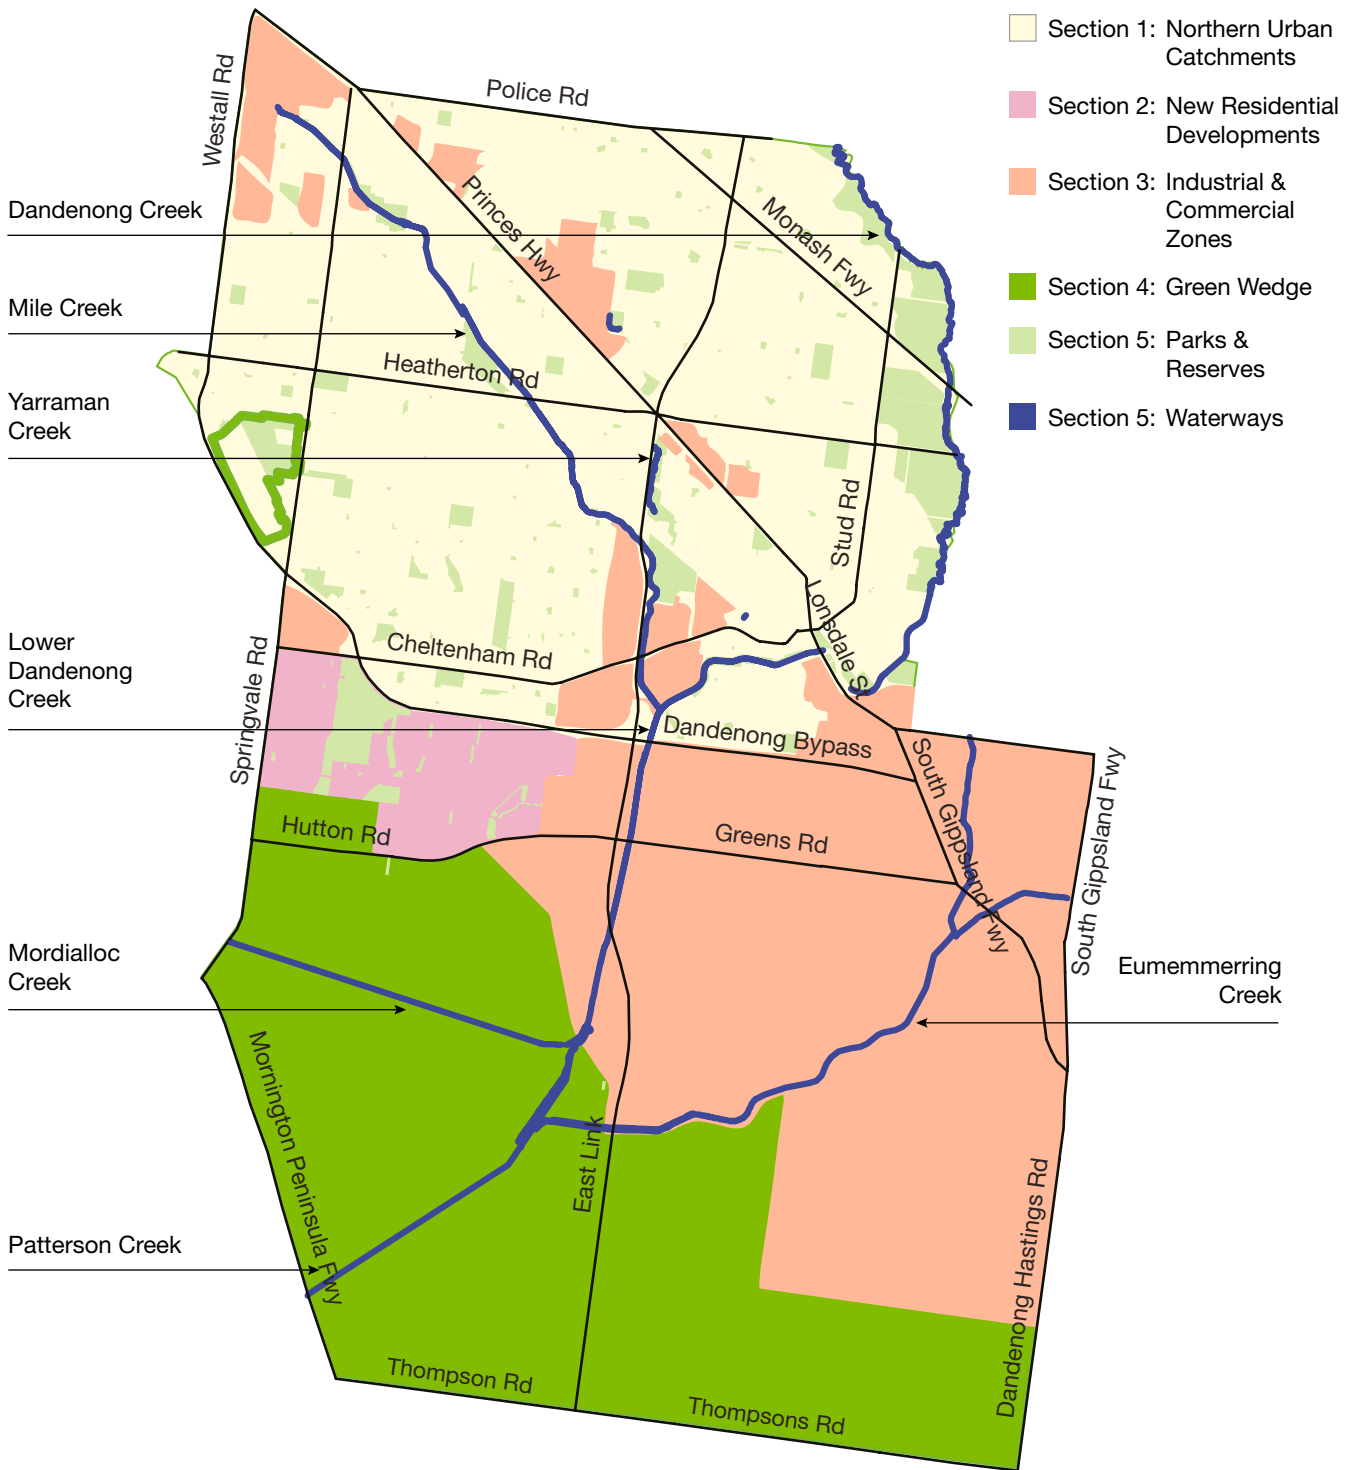 Section 1: Northern Urban
Catchments
Section 2: New Residential
Developments
Section 3: Industrial &
Commercial
Zones
Section 4: Green Wedge
Section 5: Parks &
Reserves
Section 5: Waterways
Dandenong Creek
Mile Creek
Yarraman
Creek
Lower
Dandenong
Creek
Mordialloc
Creek
Patterson Creek
Eumemmerring
Creek
Westall Rd
Police Rd
Princes Hwy
Monash Fwy
Heatherton Rd
Stud Rd
Lonsdale St
Cheltenham Rd
Springvale Rd
Dandenong Bypass
South Gippsland Fwy
South Gippsland Fwy
Hutton Rd
Greens Rd
Mornington Peninsula Fwy
East Link
Dandenong Hastings Rd
Thompson Rd
Thompsons Rd